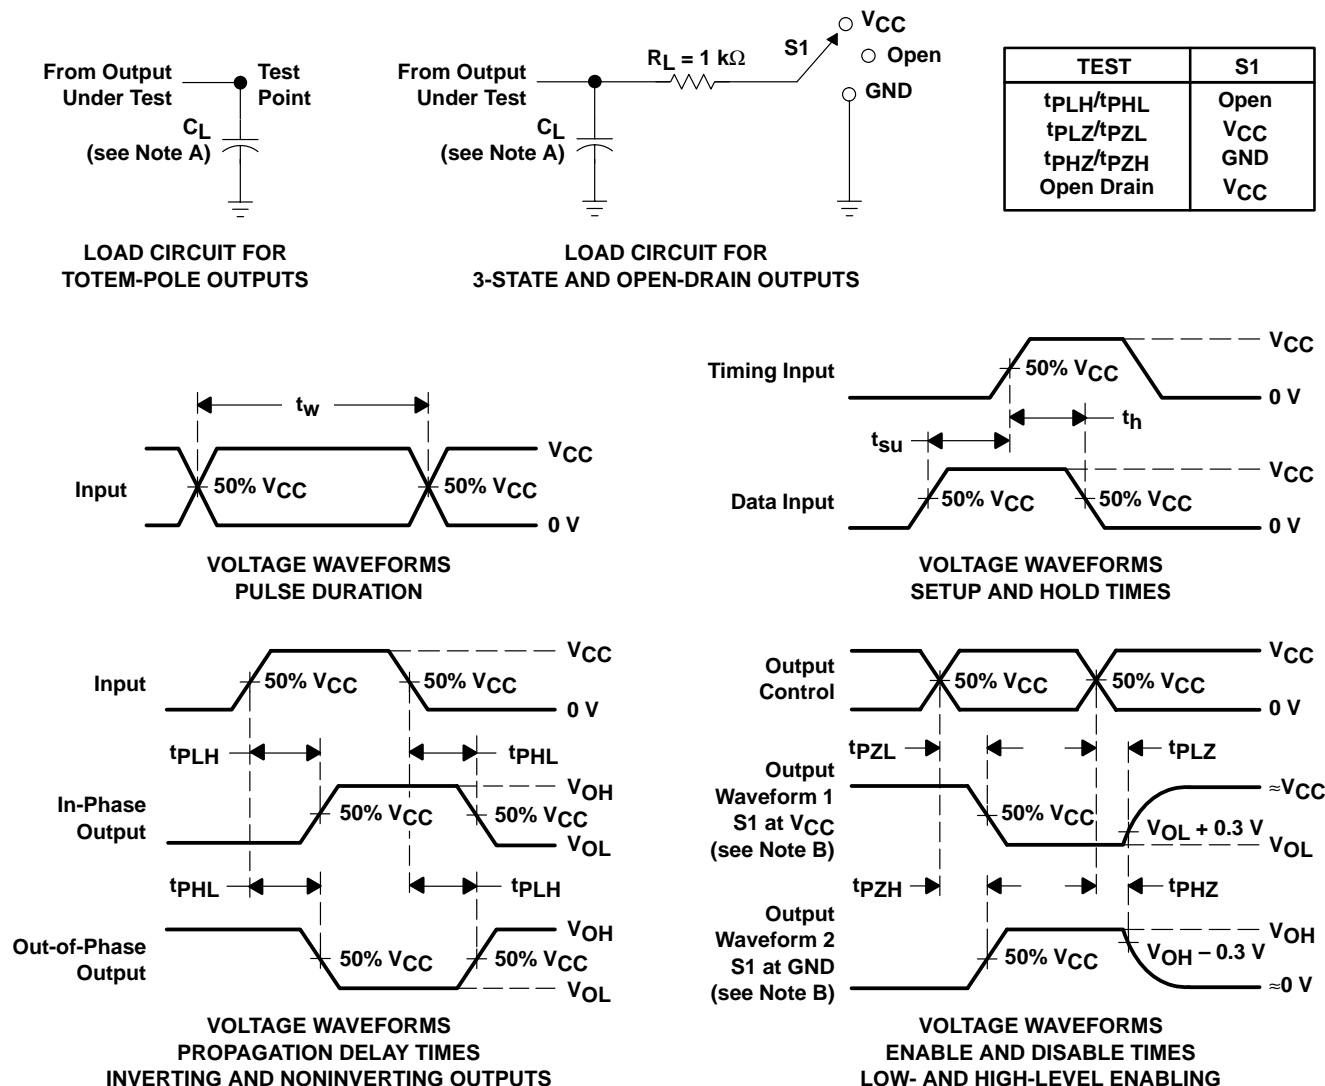 From Output
Under Test
Test
Point
CL
(see Note A)
LOAD CIRCUIT FOR
TOTEM-POLE OUTPUTS
From Output
Under Test
CL
(see Note A)
RL = 1 kΩ
S1
VCC
Open
GND
LOAD CIRCUIT FOR
3-STATE AND OPEN-DRAIN OUTPUTS
TEST S1
tPLH/tPHL Open
tPLZ/tPZL VCC
tPHZ/tPZH GND
Open Drain VCC
tw
Input
50% VCC
50% VCC
VCC
0 V
VOLTAGE WAVEFORMS
PULSE DURATION
Timing Input
50% VCC
VCC
0 V
tsu
th
Data Input
50% VCC
50% VCC
VCC
0 V
VOLTAGE WAVEFORMS
SETUP AND HOLD TIMES
Input
50% VCC
50% VCC
VCC
0 V
tPLH
tPHL
In-Phase
Output
50% VCC
50% VCC
VOH
VOL
tPHL
tPLH
Out-of-Phase
Output
50% VCC
50% VCC
VOH
VOL
VOLTAGE WAVEFORMS
PROPAGATION DELAY TIMES
INVERTING AND NONINVERTING OUTPUTS
Output
Control
50% VCC
50% VCC
VCC
0 V
tPZL
tPLZ
Output
Waveform 1
S1 at VCC
(see Note B)
50% VCC
VOL + 0.3 V
≈VCC
VOL
tPZH
tPHZ
Output
Waveform 2
S1 at GND
(see Note B)
50% VCC
VOH − 0.3 V
VOH
≈0 V
VOLTAGE WAVEFORMS
ENABLE AND DISABLE TIMES
LOW- AND HIGH-LEVEL ENABLING